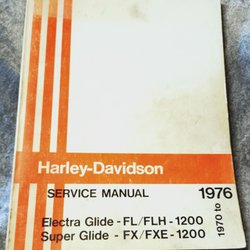 Harley-Davidson
SERVICE MANUAL
1970 to 1976
Electra Glide - FL/FLH - 1200
Super Glide - FX/FXE - 1200